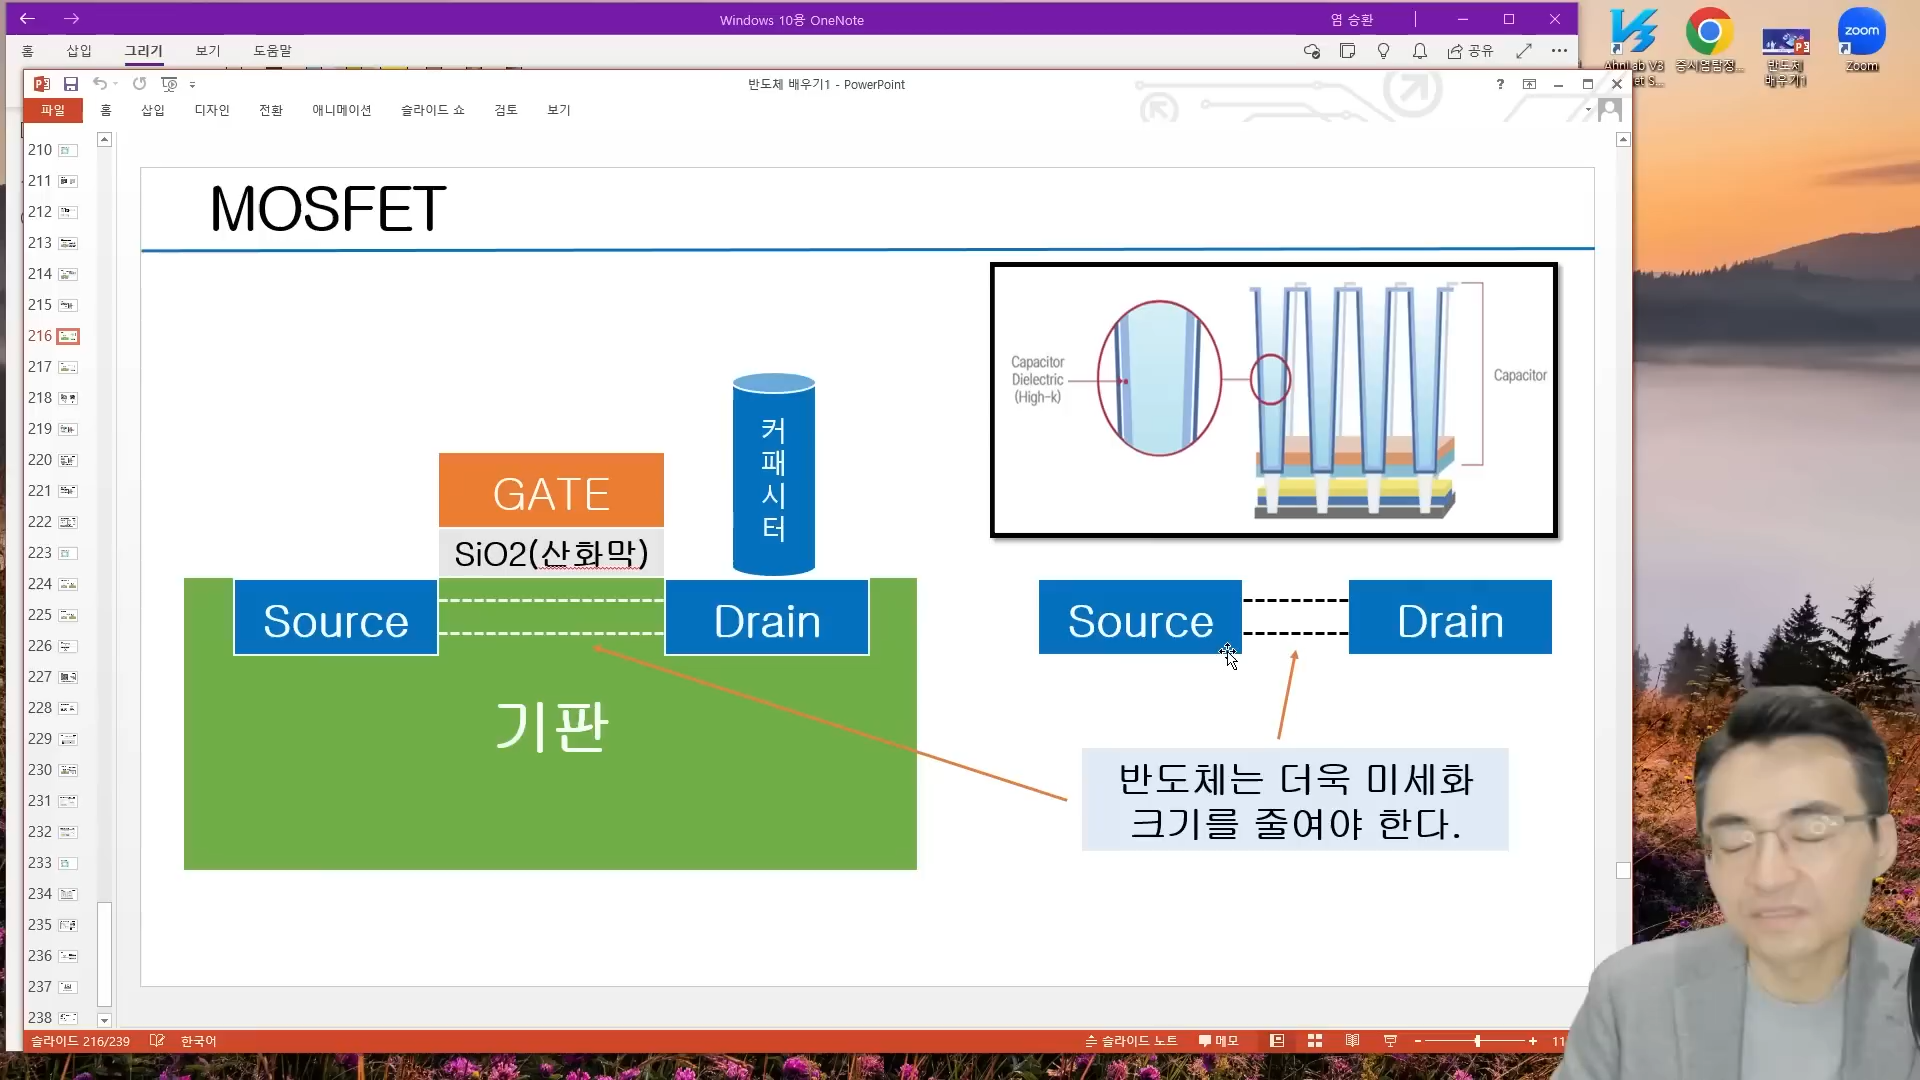 Windows 10용 OneNote
염 승환
홈 삽입 그리기 보기 도움말
공유
반도체 배우기1 - PowerPoint
파일 홈 삽입 디자인 전환 애니메이션 슬라이드 쇼 검토 보기
AhnLab V3
증시염탐정...
반도체
배우기1
zoom
Zoom
210
211
212
213
214
215
216
217
218
219
220
221
222
223
224
225
226
227
228
229
230
231
232
233
234
235
236
237
238
MOSFET
Capacitor
Dielectric
(High-k)
Capacitor
커
패
시
터
GATE
SiO2(산화막)
Source
Drain
기판
Source
Drain
반도체는 더욱 미세화
크기를 줄여야 한다.
슬라이드 216/239
한국어
슬라이드 노트
메모